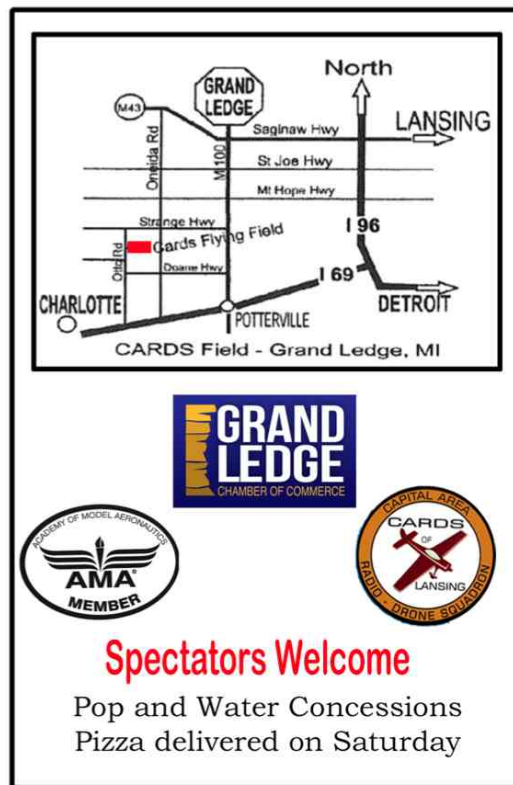 North
GRAND
LEDGE
M43
Saginaw Hwy
LANSING
Oneida Rd
M 100
St Joe Hwy
Mt Hope Hwy
Strange Hwy
I 96
Cards Flying Field
Otto Rd
Doane Hwy
I 69
CHARLOTTE
DETROIT
POTTERVILLE
CARDS Field - Grand Ledge, MI
GRAND
LEDGE
CHAMBER OF COMMERCE
ACADEMY OF MODEL AERONAUTICS
AMA®
MEMBER
CAPITAL AREA
CARDS
OF
LANSING
RADIO - DRONE SQUADRON
Spectators Welcome
Pop and Water Concessions
Pizza delivered on Saturday